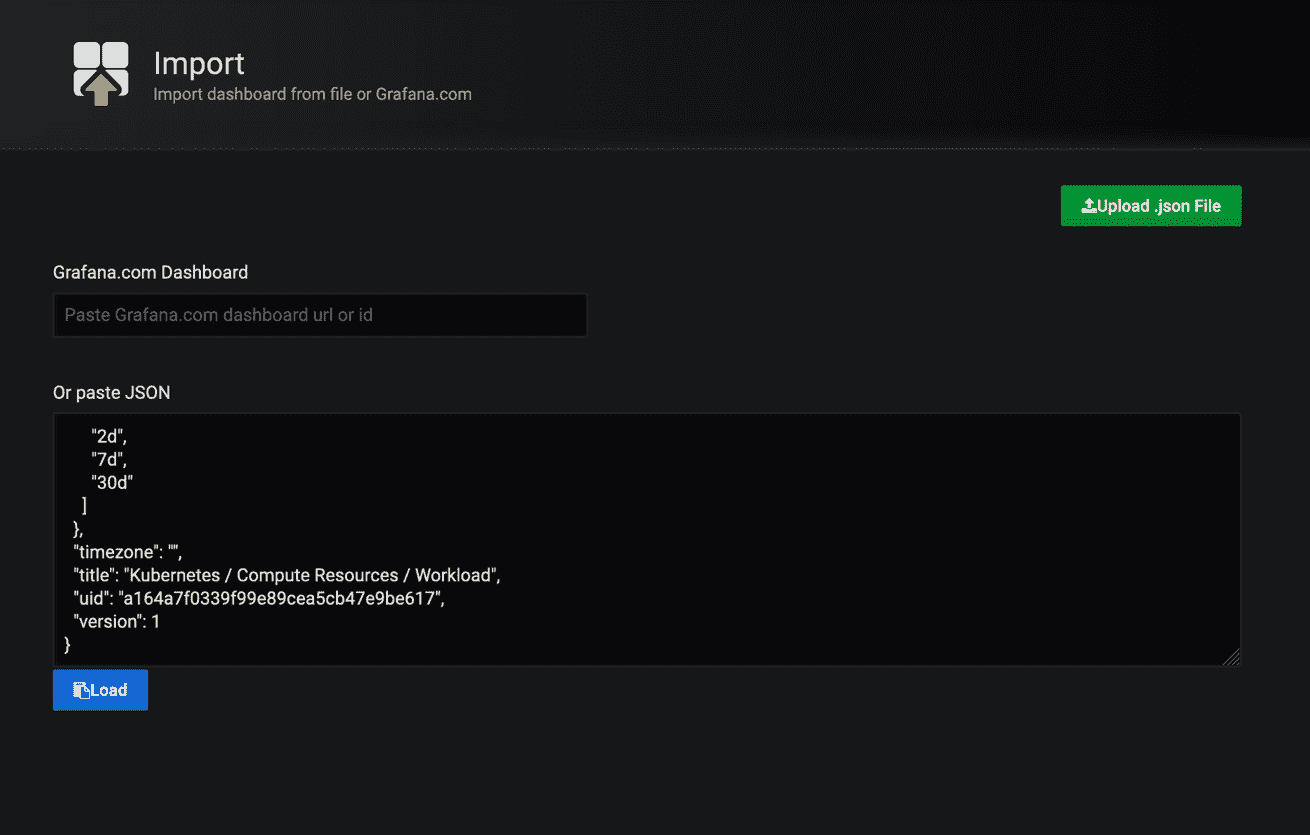 Import
Import dashboard from file or Grafana.com
Upload .json File
Grafana.com Dashboard
Paste Grafana.com dashboard url or id
Or paste JSON
"2d",
"7d",
"30d"
]
},
"timezone": "",
"title": "Kubernetes / Compute Resources / Workload",
"uid": "a164a7f0339f99e89cea5cb47e9be617",
"version": 1
}
Load